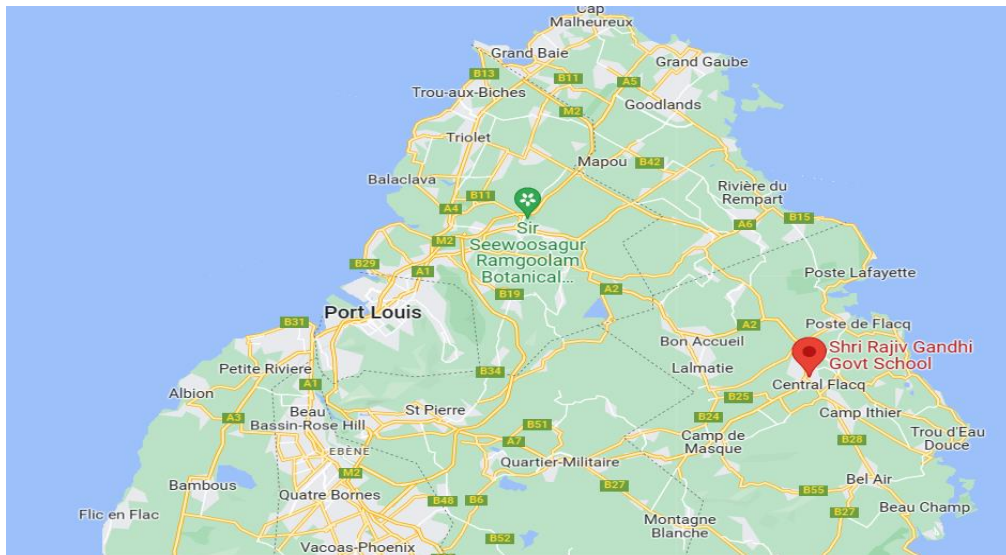 Cap
Malheureux
Grand Baie
Grand Gaube
B13
B11
A5
Trou-aux-Biches
Goodlands
M2
Triolet
Mapou
B42
Balaclava
B11
Rivière du
Rempart
A4
Sir
Seewoosagur
Ramgoolam
Botanical...
A6
B15
M2
B29
A1
Poste Lafayette
A2
B19
Port Louis
B31
A2
Poste de Flacq
Bon Accueil
Shri Rajiv Gandhi
Govt School
Petite Riviere
B34
Lalmatie
A1
Central Flacq
Albion
B25
A3
Beau
Bassin-Rose Hill
St Pierre
B24
Camp Ithier
B51
Trou d'Eau
Douce
A7
Camp de
Masque
B28
EBÈNE
Quartier-Militaire
M2
Bel Air
Bambous
Quatre Bornes
B48
B6
B27
B55
Flic en Flac
Beau Champ
B27
Montagne
Blanche
B52
Vacoas-Phoenix